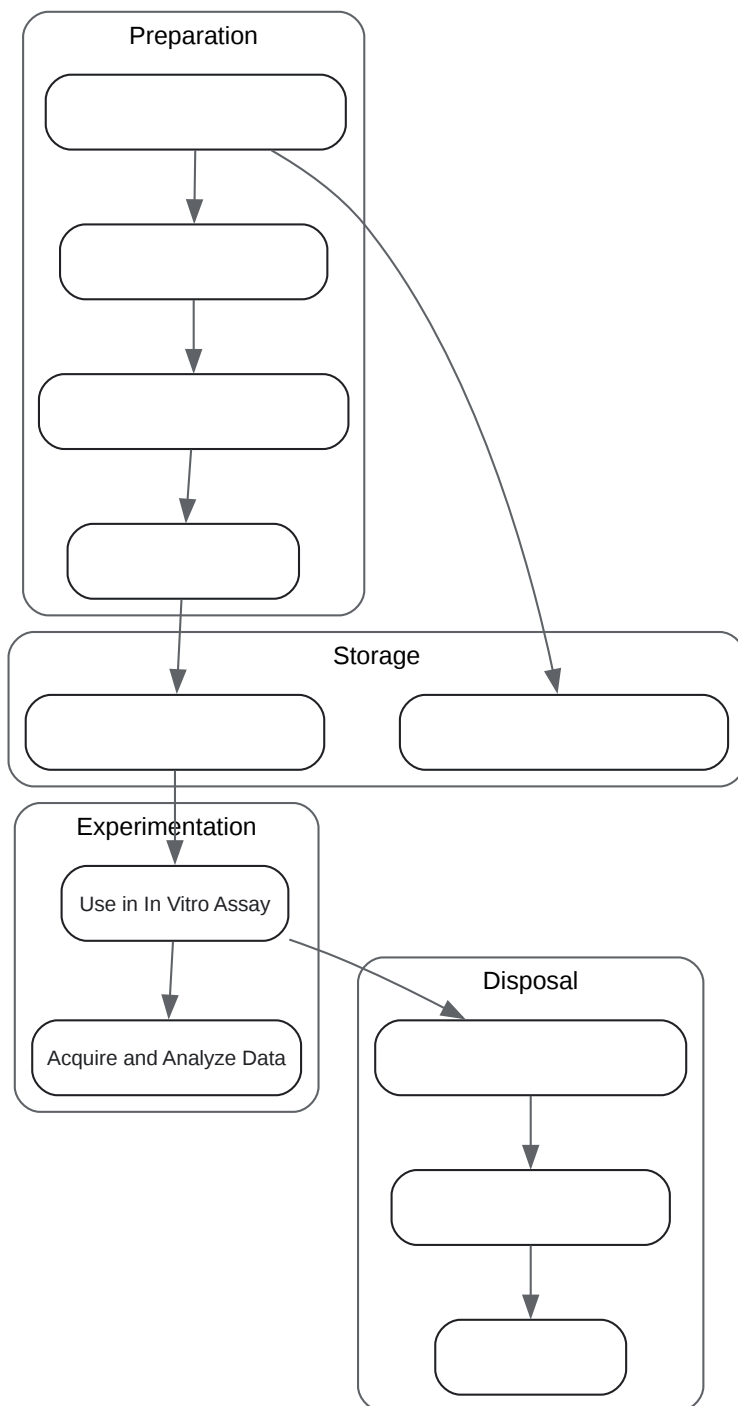 Preparation
Storage
Experimentation
Use in In Vitro Assay
Acquire and Analyze Data
Disposal